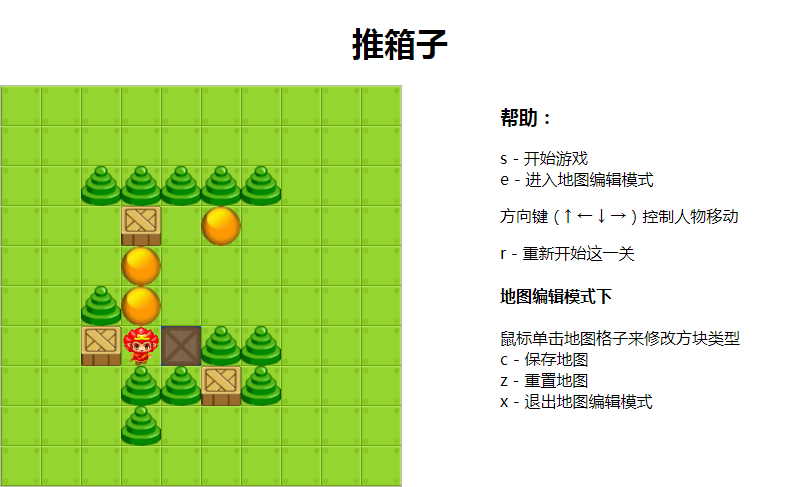 推箱子
帮助：
s - 开始游戏
e - 进入地图编辑模式
方向键（↑←↓→）控制人物移动
r - 重新开始这一关
地图编辑模式下
鼠标单击地图格子来修改方块类型
c - 保存地图
z - 重置地图
x - 退出地图编辑模式